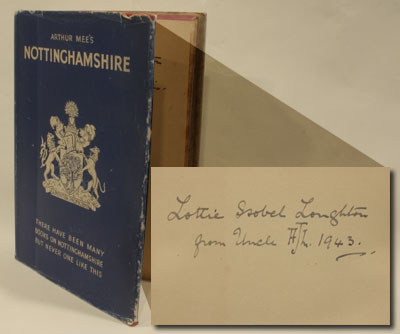 ARTHUR MEE'S
NOTTINGHAMSHIRE
THERE HAVE BEEN MANY
BOOKS ON NOTTINGHAMSHIRE
BUT NEVER ONE LIKE THIS
Lottie Isobel Loughton
from Uncle 1943.